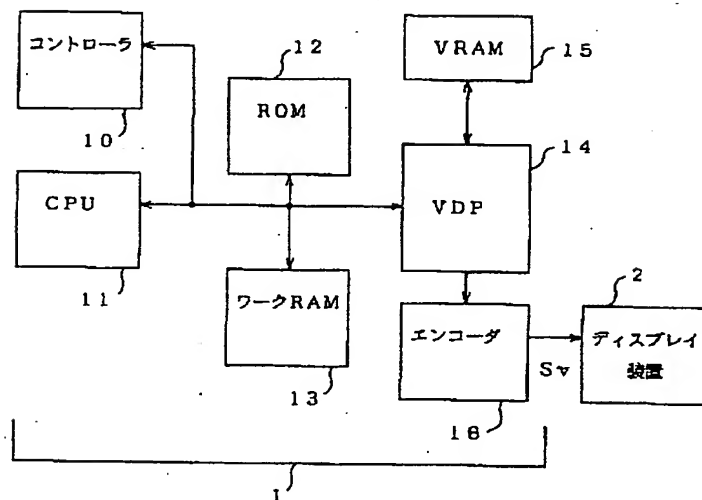 コントローラ
10
CPU
11
12
ROM
ワークRAM
13
VRAM
15
14
VDP
エンコーダ
16
Sv
2
ディスプレイ
装置
1